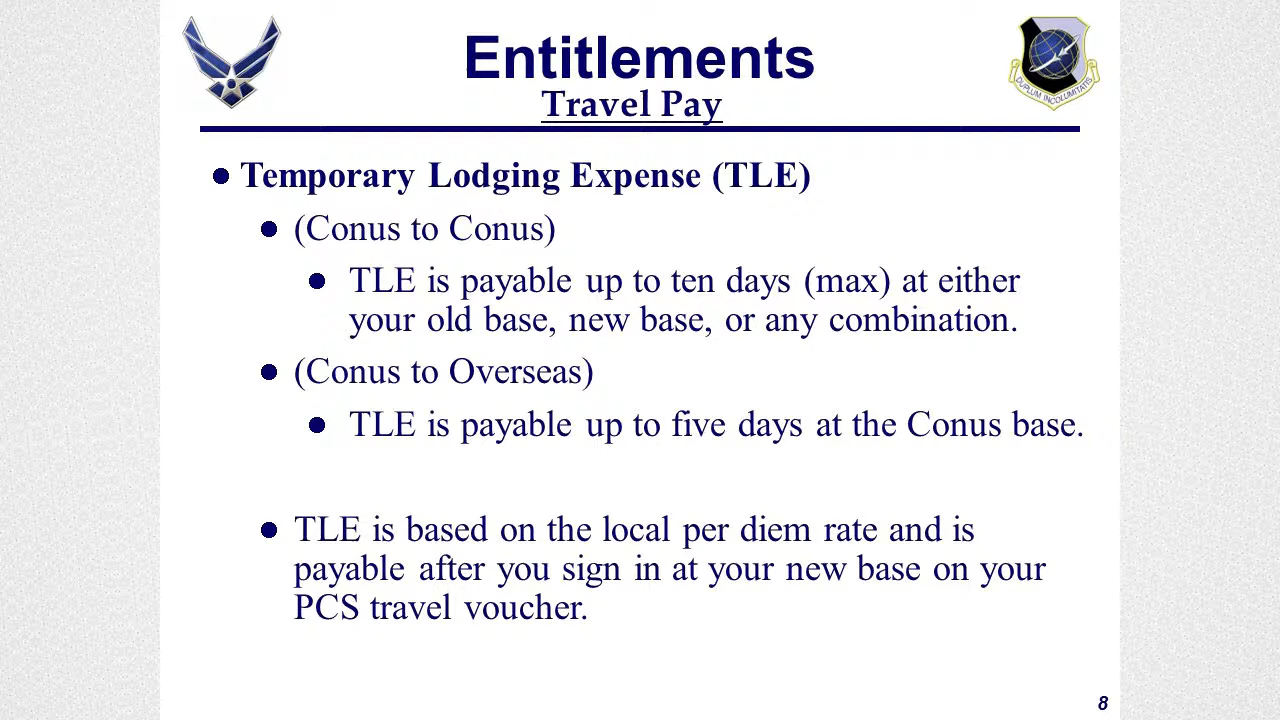 Entitlements
Travel Pay
Temporary Lodging Expense (TLE)
(Conus to Conus)
TLE is payable up to ten days (max) at either
your old base, new base, or any combination.
(Conus to Overseas)
TLE is payable up to five days at the Conus base.
TLE is based on the local per diem rate and is
payable after you sign in at your new base on your
PCS travel voucher.
DUPLUM INCOLUMITATIS
8